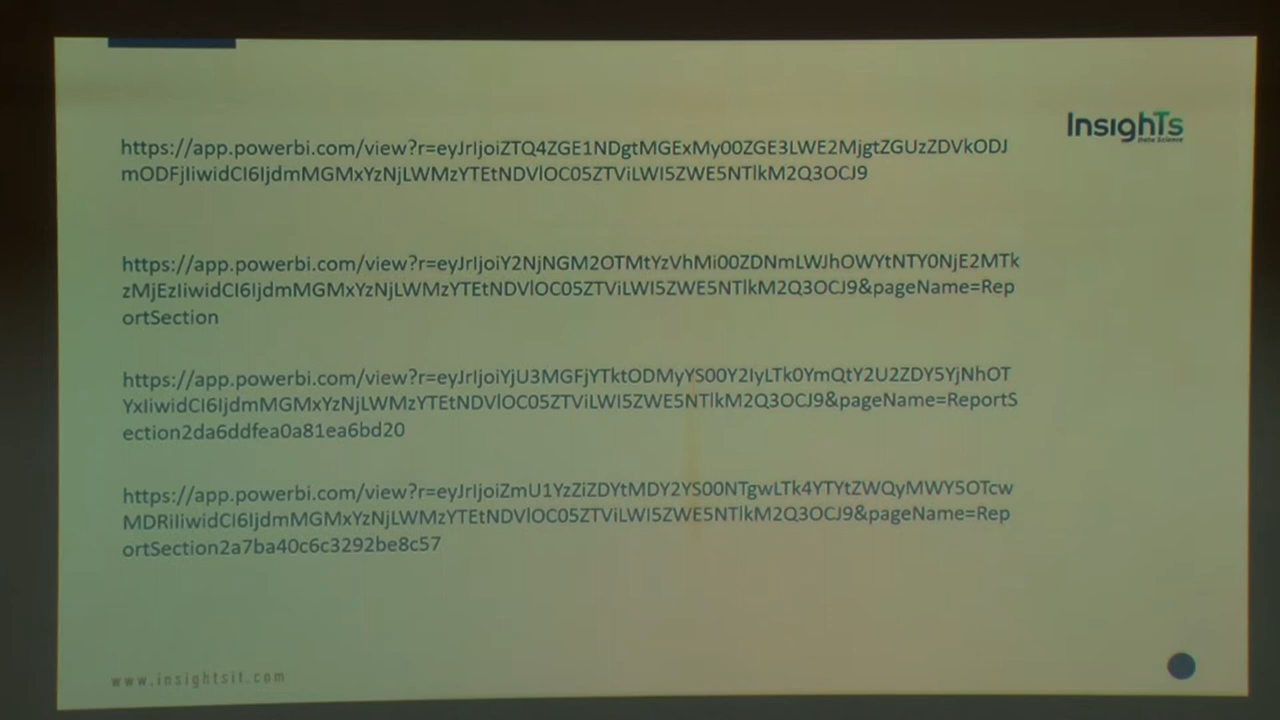 InsighTs
Data Science
https://app.powerbi.com/view?r=eyJrIjoiZTQ4ZGE1NDgtMGExMy00ZGE3LWE2MjgtZGUzZDVkODJ
mODFjIiwidCI6IjdmMGMxYzNjLWMzYTEtNDVlOC05ZTViLWI5ZWE5NTlkM2Q3OCJ9
https://app.powerbi.com/view?r=eyJrIjoiY2NjNGM2OTMtYzVhMi00ZDNmLWJhOWYtNTY0NjE2MTk
zMjEzIiwidCI6IjdmMGMxYzNjLWMzYTEtNDVlOC05ZTViLWI5ZWE5NTlkM2Q3OCJ9&pageName=Rep
ortSection
https://app.powerbi.com/view?r=eyJrIjoiYjU3MGFjYTktODMyYS00Y2IyLTk0YmQtY2U2ZDY5YjNhOT
YxIiwidCI6IjdmMGMxYzNjLWMzYTEtNDVlOC05ZTViLWI5ZWE5NTlkM2Q3OCJ9&pageName=ReportS
ection2da6ddfea0a81ea6bd20
https://app.powerbi.com/view?r=eyJrIjoiZmU1YzZiZDYtMDY2YS00NTgwLTk4YTYtZWQyMWY5OTcw
MDRiIiwidCI6IjdmMGMxYzNjLWMzYTEtNDVlOC05ZTViLWI5ZWE5NTlkM2Q3OCJ9&pageName=Rep
ortSection2a7ba40c6c3292be8c57
www.insightsit.com